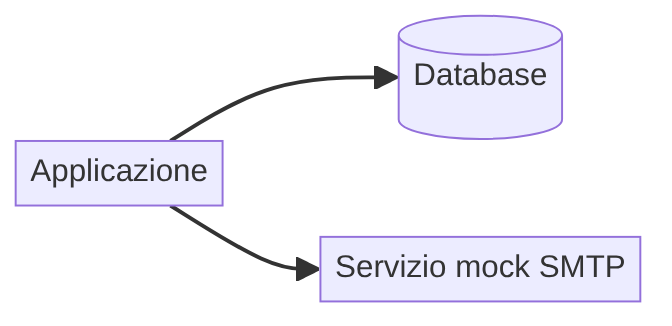 Database
Applicazione
Servizio mock SMTP